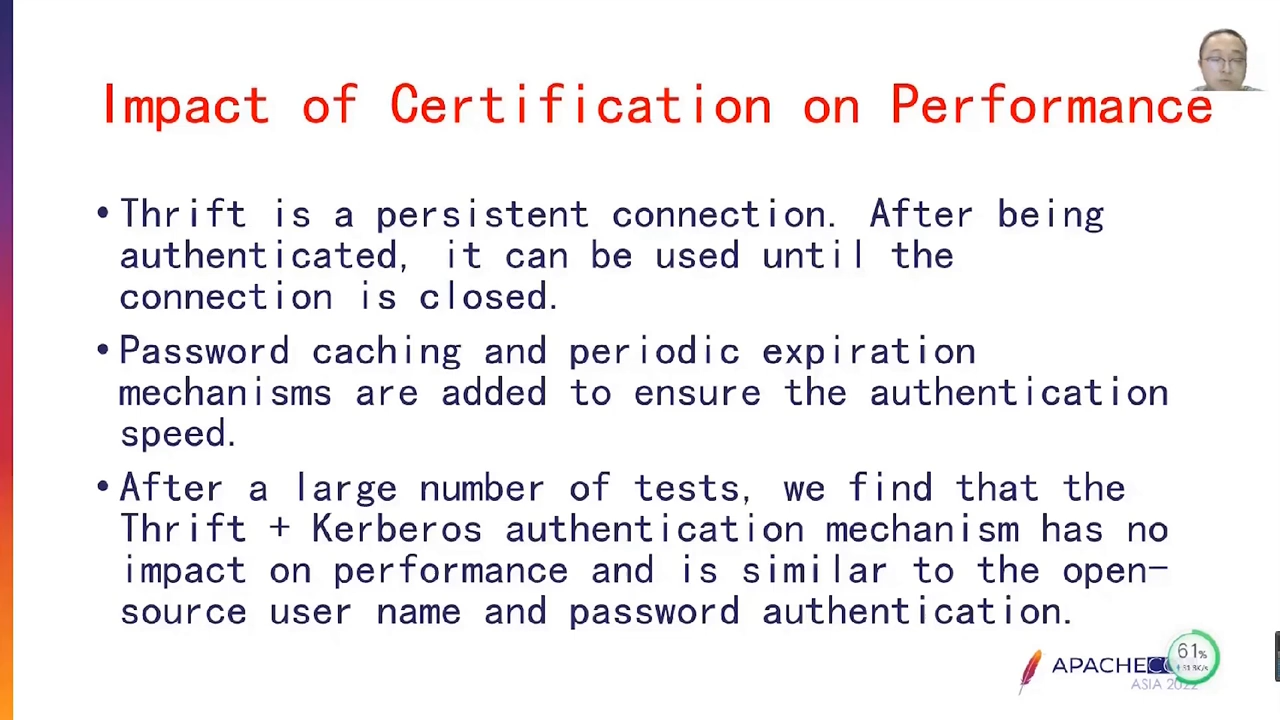 Impact of Certification on Performance
• Thrift is a persistent connection. After being
authenticated, it can be used until the
connection is closed.
• Password caching and periodic expiration
mechanisms are added to ensure the authentication
speed.
• After a large number of tests, we find that the
Thrift + Kerberos authentication mechanism has no
impact on performance and is similar to the open-
source user name and password authentication.
61%
APACHE
ASIA